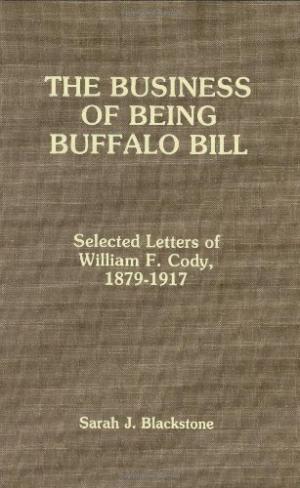 THE BUSINESS
OF BEING
BUFFALO BILL
Selected Letters of
William F. Cody,
1879-1917
Sarah J. Blackstone